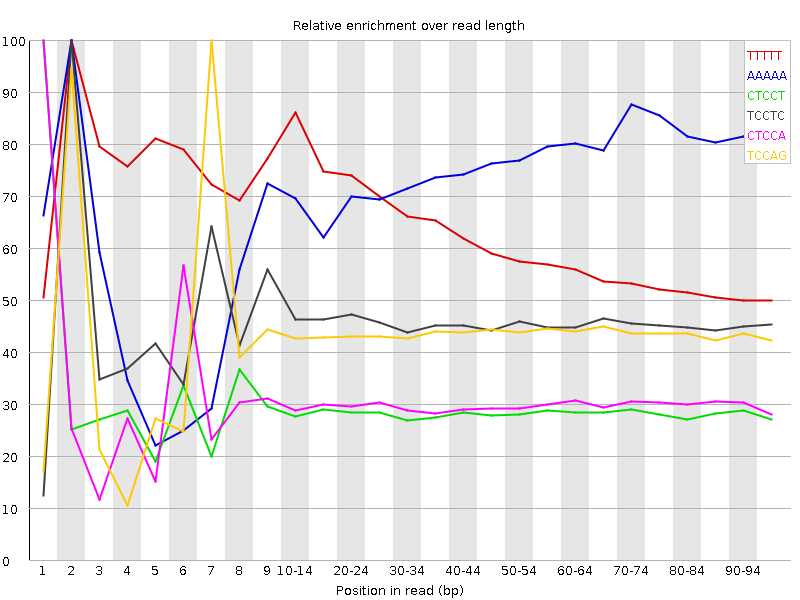 Relative enrichment over read length
100
90
80
70
60
50
40
30
20
10
0
TTTTT
AAAAA
CTCCT
TCCTC
CTCCA
TCCAG
1 2 3 4 5 6 7 8 9 10-14 20-24 30-34 40-44 50-54 60-64 70-74 80-84 90-94
Position in read (bp)